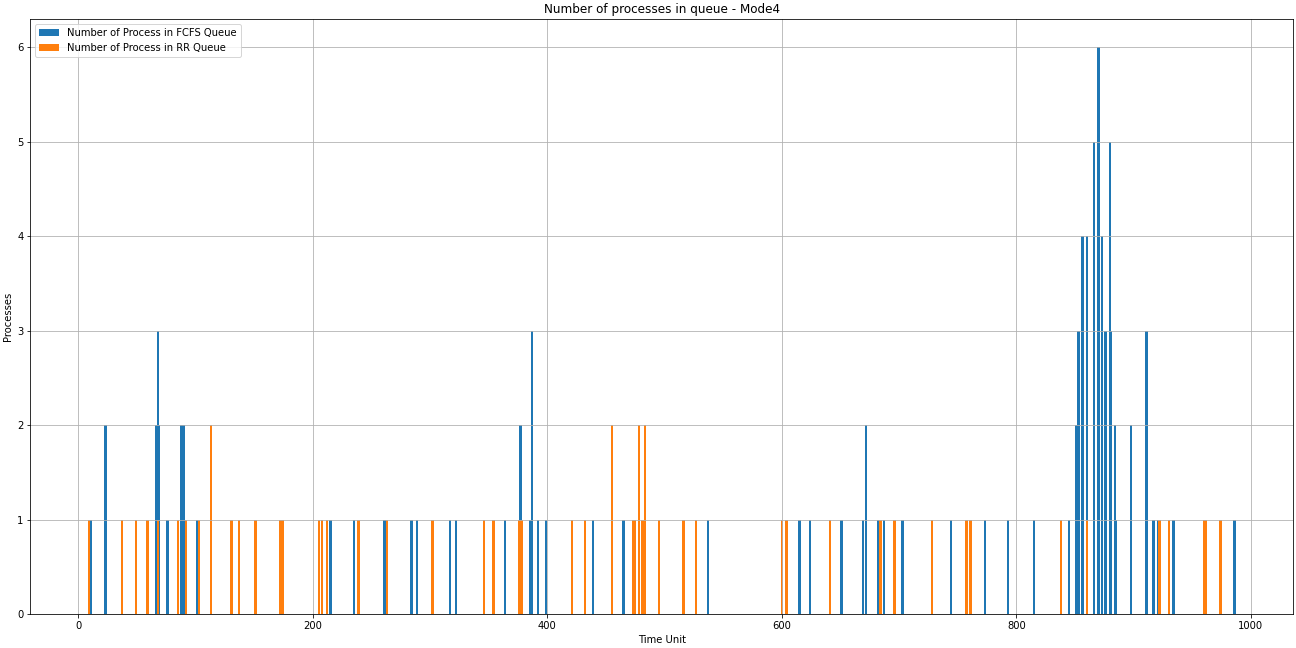 Number of processes in queue - Mode4
Number of Process in FCFS Queue
Number of Process in RR Queue
Processes
6
5
4
3
2
1
0
0 200 400 600 800 1000
Time Unit